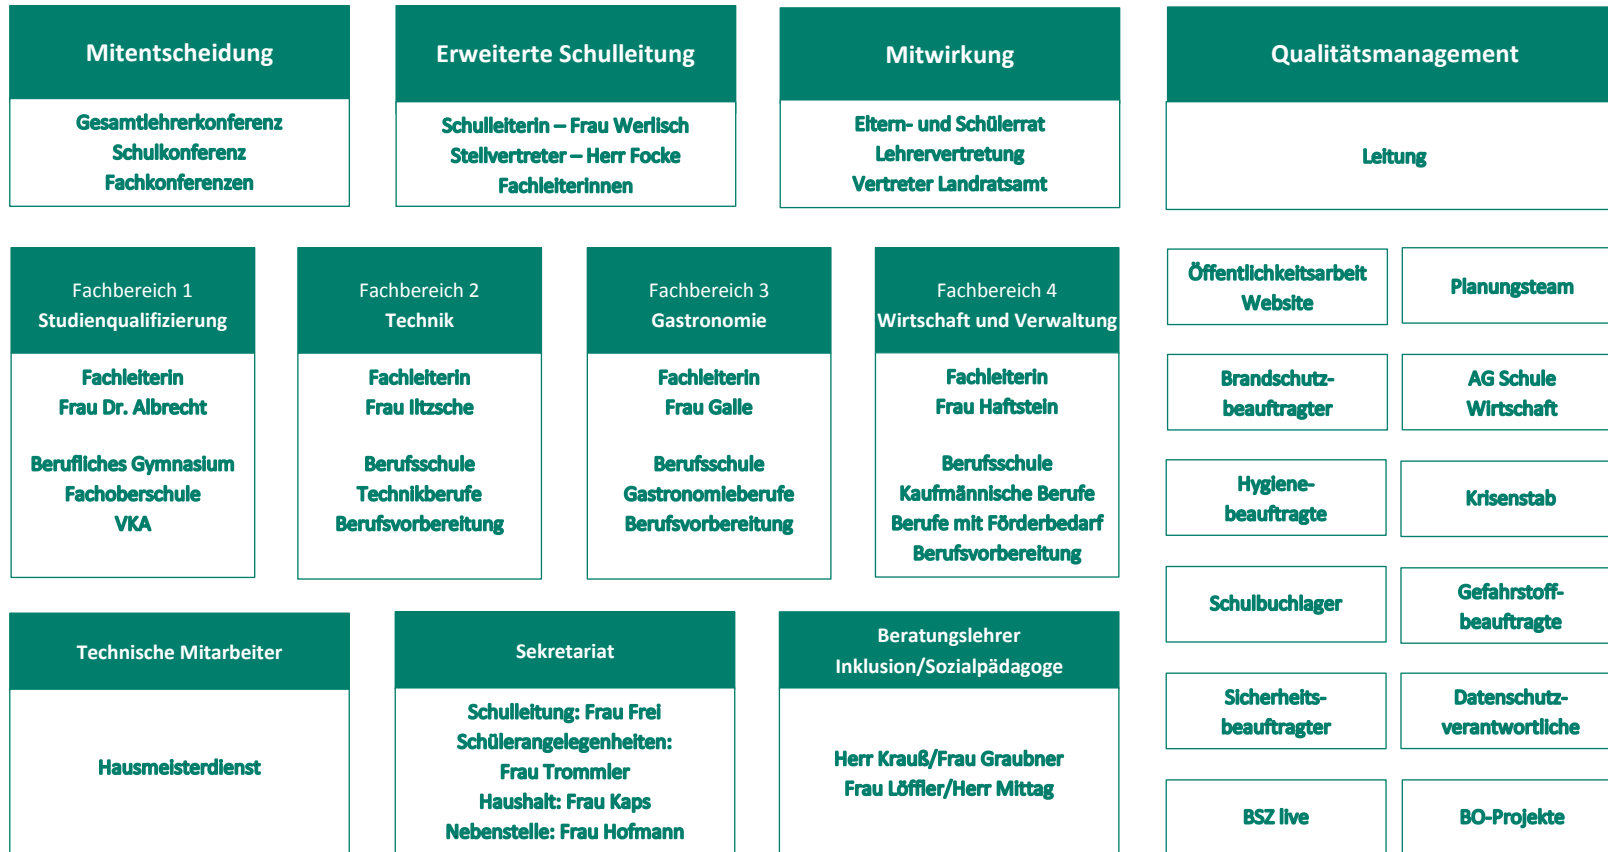 Mitentscheidung
Gesamtlehrerkonferenz
Schulkonferenz
Fachkonferenzen
Erweiterte Schulleitung
Schulleiterin – Frau Werlisch
Stellvertreter – Herr Focke
Fachleiterinnen
Mitwirkung
Eltern- und Schülerrat
Lehrervertretung
Vertreter Landratsamt
Qualitätsmanagement
Leitung
Fachbereich 1
Studienqualifizierung
Fachleiterin
Frau Dr. Albrecht
Berufliches Gymnasium
Fachoberschule
VKA
Fachbereich 2
Technik
Fachleiterin
Frau Iltzsche
Berufsschule
Technikberufe
Berufsvorbereitung
Fachbereich 3
Gastronomie
Fachleiterin
Frau Galle
Berufsschule
Gastronomieberufe
Berufsvorbereitung
Fachbereich 4
Wirtschaft und Verwaltung
Fachleiterin
Frau Haftstein
Berufsschule
Kaufmännische Berufe
Berufe mit Förderbedarf
Berufsvorbereitung
Öffentlichkeitsarbeit
Website
Planungsteam
Brandschutz-
beauftragter
AG Schule
Wirtschaft
Hygiene-
beauftragte
Krisenstab
Schulbuchlager
Gefahrstoff-
beauftragte
Sicherheits-
beauftragter
Datenschutz-
verantwortliche
BSZ live
BO-Projekte
Technische Mitarbeiter
Hausmeisterdienst
Sekretariat
Schulleitung: Frau Frei
Schülerangelegenheiten:
Frau Trommler
Haushalt: Frau Kaps
Nebenstelle: Frau Hofmann
Beratungslehrer
Inklusion/Sozialpädagoge
Herr Krauß/Frau Graubner
Frau Löffler/Herr Mittag